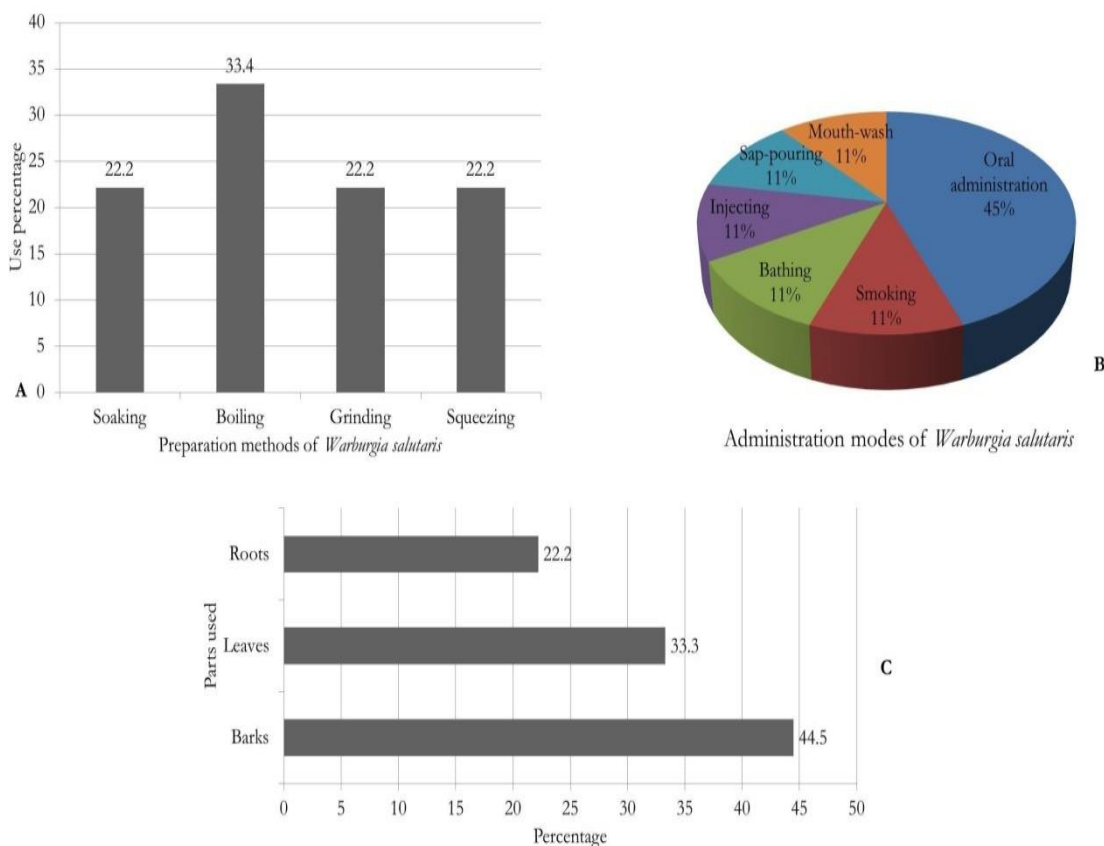 40
35
30
25
20
15
10
5
0
Use percentage
22.2
33.4
22.2
22.2
Soaking
Boiling
Grinding
Squeezing
Preparation methods of Warburgia salutaris
A
Mouth-wash
11%
Sap-pouring
11%
Injecting
11%
Bathing
11%
Smoking
11%
Oral
administration
45%
B
Administration modes of Warburgia salutaris
Parts used
Roots
22.2
Leaves
33.3
Barks
44.5
C
0 5 10 15 20 25 30 35 40 45 50
Percentage